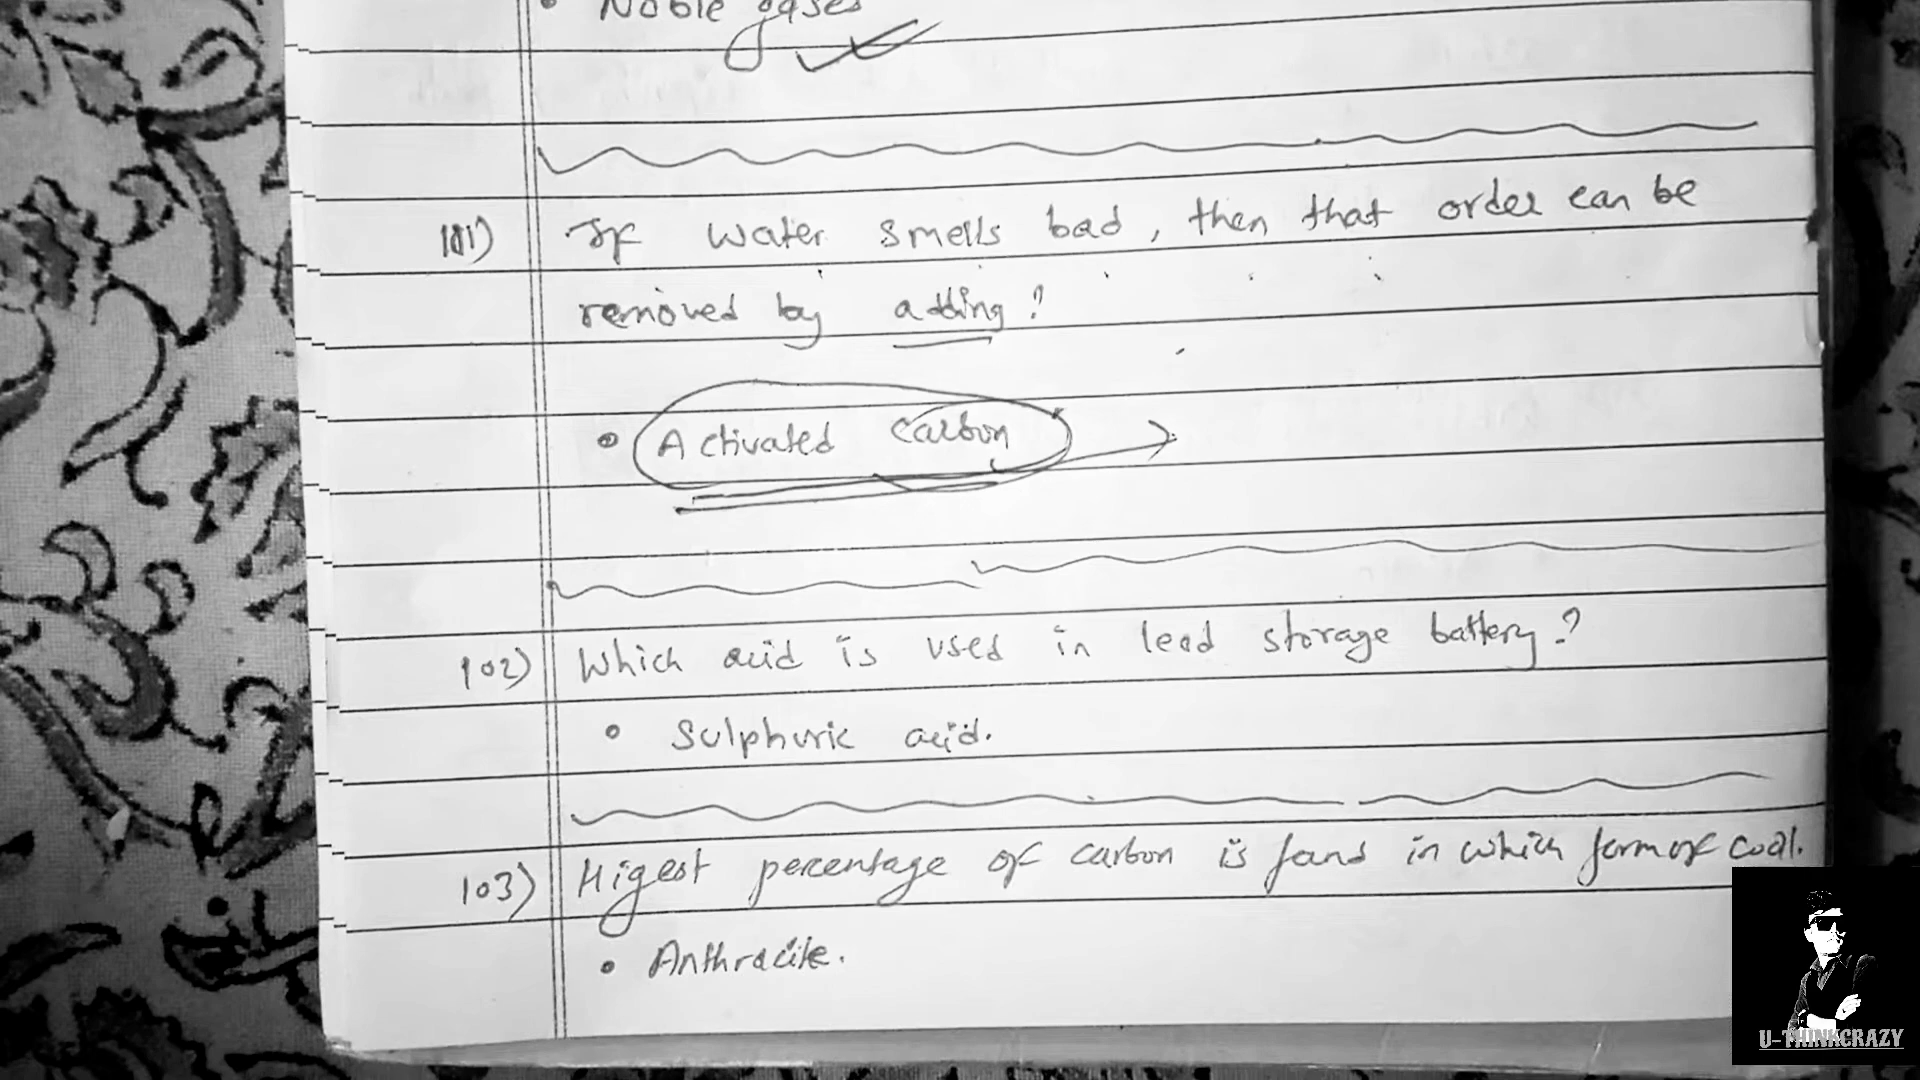 • Noble gases
101) If water smells bad, then that order can be
removed by adding?
• Activated Carbon
102) Which acid is used in lead storage battery?
• Sulphuric acid.
103) Higest percentage of carbon is fand in which form of coal.
• Anthracite.
U-THINKCRAZY